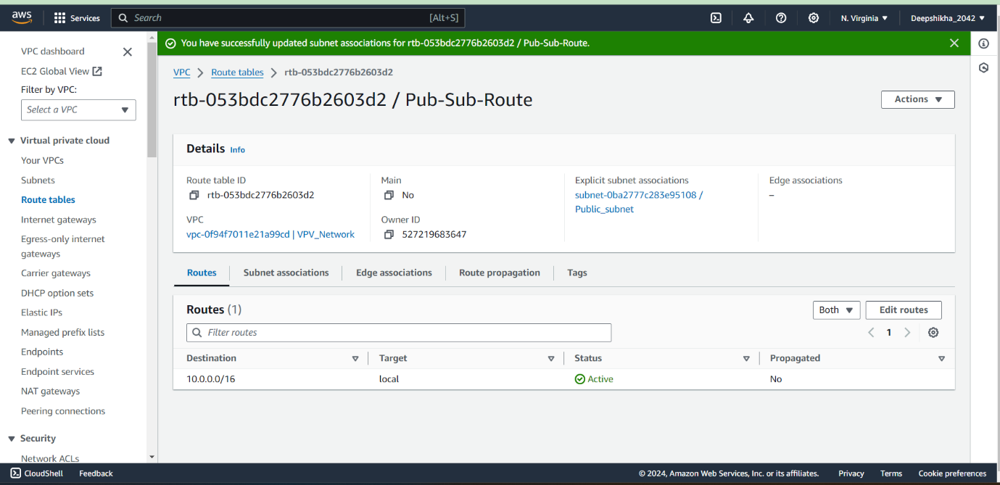 aws
Services
Search [Alt+S]
N. Virginia
Deepshikha_2042
VPC dashboard
EC2 Global View
Filter by VPC:
Select a VPC
Virtual private cloud
Your VPCs
Subnets
Route tables
Internet gateways
Egress-only internet
gateways
Carrier gateways
DHCP option sets
Elastic IPs
Managed prefix lists
Endpoints
Endpoint services
NAT gateways
Peering connections
Security
Network ACLs
You have successfully updated subnet associations for rtb-053bdc2776b2603d2 / Pub-Sub-Route.
VPC > Route tables > rtb-053bdc2776b2603d2
rtb-053bdc2776b2603d2 / Pub-Sub-Route
Actions
Details Info
Route table ID
rtb-053bdc2776b2603d2
VPC
vpc-0f94f7011e21a99cd | VPV_Network
Main
No
Owner ID
527219683647
Explicit subnet associations
subnet-0ba2777c283e95108 /
Public_subnet
Edge associations
–
Routes Subnet associations Edge associations Route propagation Tags
Routes (1)
Both
Edit routes
Filter routes
1
Destination Target Status Propagated
10.0.0.0/16 local Active No
CloudShell Feedback © 2024, Amazon Web Services, Inc. or its affiliates. Privacy Terms Cookie preferences